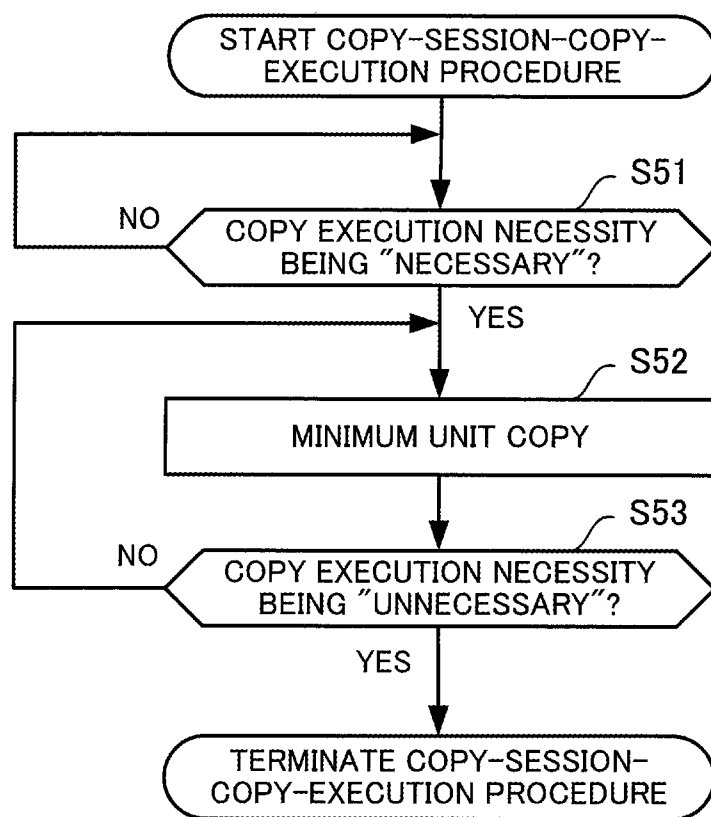 START COPY-SESSION-COPY-
EXECUTION PROCEDURE
S51
NO
COPY EXECUTION NECESSITY
BEING "NECESSARY"?
YES
S52
MINIMUM UNIT COPY
S53
NO
COPY EXECUTION NECESSITY
BEING "UNNECESSARY"?
YES
TERMINATE COPY-SESSION-
COPY-EXECUTION PROCEDURE